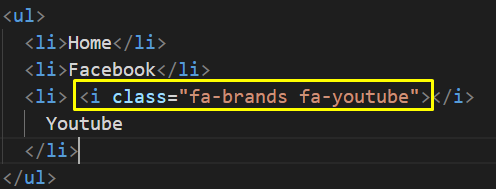 <ul>
<li>Home</li>
<li>Facebook</li>
<li> <i class="fa-brands fa-youtube"></i>
Youtube
</li>
</ul>